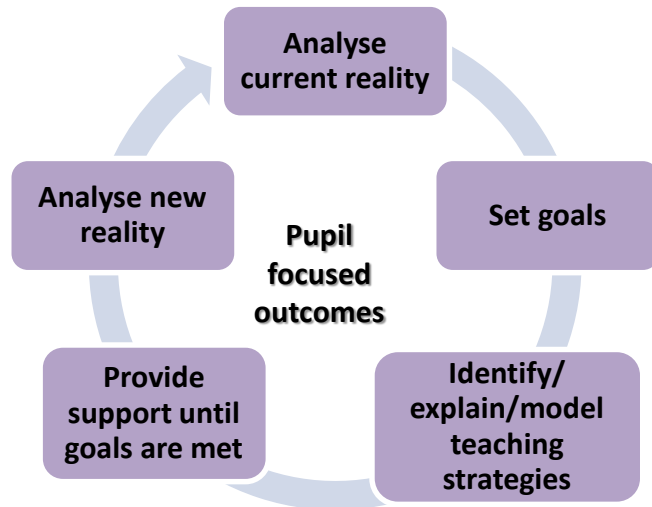 Analyse
current reality
Set goals
Identify/
explain/model
teaching
strategies
Provide
support until
goals are met
Analyse new
reality
Pupil
focused
outcomes